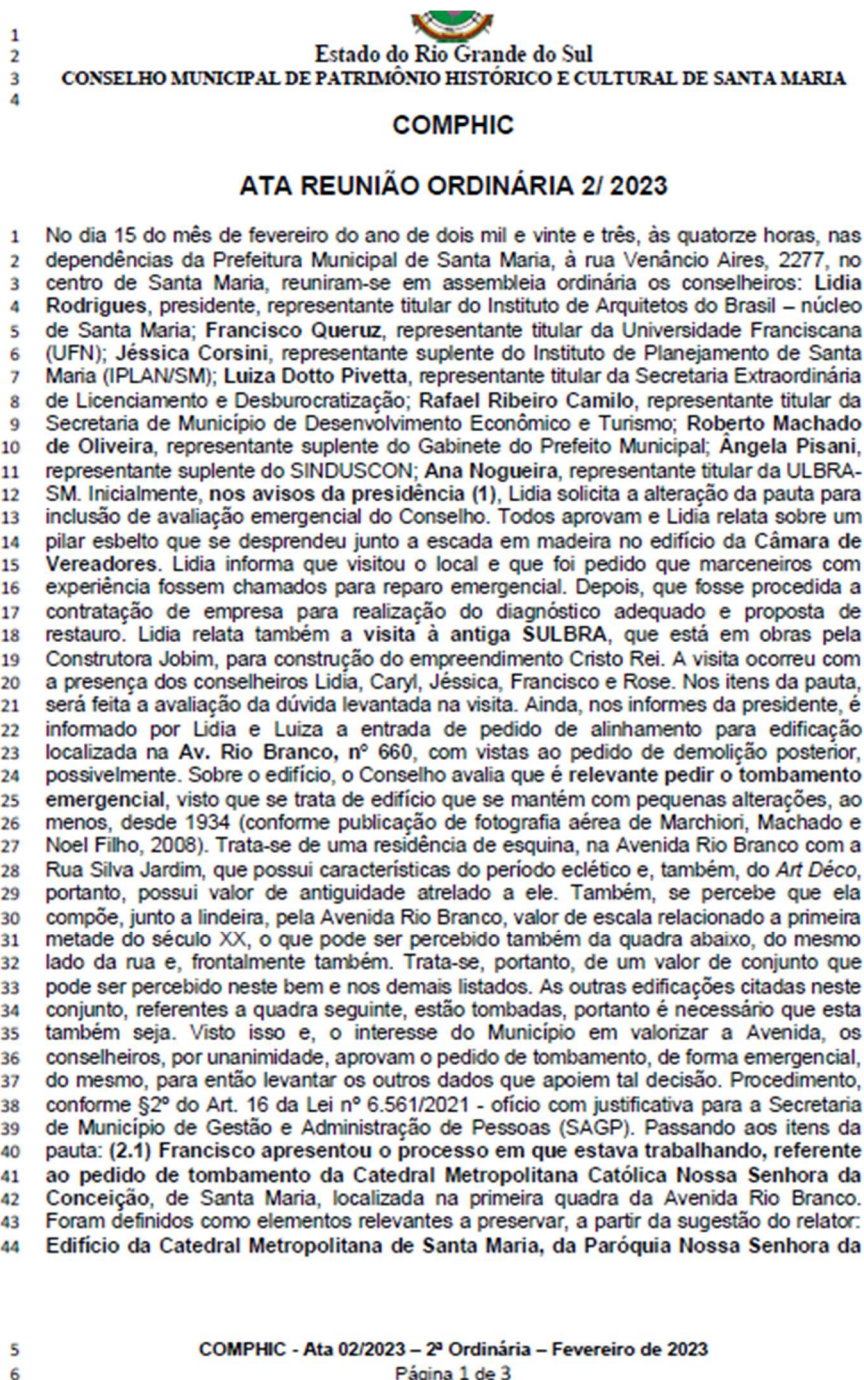 1
2 Estado do Rio Grande do Sul
3 CONSELHO MUNICIPAL DE PATRIMÔNIO HISTÓRICO E CULTURAL DE SANTA MARIA
4
COMPHIC
ATA REUNIÃO ORDINÁRIA 2/ 2023
1 No dia 15 do mês de fevereiro do ano de dois mil e vinte e três, às quatorze horas, nas
2 dependências da Prefeitura Municipal de Santa Maria, à rua Venâncio Aires, 2277, no
3 centro de Santa Maria, reuniram-se em assembleia ordinária os conselheiros: Lidia
4 Rodrigues, presidente, representante titular do Instituto de Arquitetos do Brasil – núcleo
5 de Santa Maria; Francisco Queruz, representante titular da Universidade Franciscana
6 (UFN); Jéssica Corsini, representante suplente do Instituto de Planejamento de Santa
7 Maria (IPLAN/SM); Luiza Dotto Pivetta, representante titular da Secretaria Extraordinária
8 de Licenciamento e Desburocratização; Rafael Ribeiro Camilo, representante titular da
9 Secretaria de Município de Desenvolvimento Econômico e Turismo; Roberto Machado
10 de Oliveira, representante suplente do Gabinete do Prefeito Municipal; Ângela Pisani,
11 representante suplente do SINDUSCON; Ana Nogueira, representante titular da ULBRA-
12 SM. Inicialmente, nos avisos da presidência (1), Lidia solicita a alteração da pauta para
13 inclusão de avaliação emergencial do Conselho. Todos aprovam e Lidia relata sobre um
14 pilar esbelto que se desprendeu junto a escada em madeira no edifício da Câmara de
15 Vereadores. Lidia informa que visitou o local e que foi pedido que marceneiros com
16 experiência fossem chamados para reparo emergencial. Depois, que fosse procedida a
17 contratação de empresa para realização do diagnóstico adequado e proposta de
18 restauro. Lidia relata também a visita à antiga SULBRA, que está em obras pela
19 Construtora Jobim, para construção do empreendimento Cristo Rei. A visita ocorreu com
20 a presença dos conselheiros Lidia, Caryl, Jéssica, Francisco e Rose. Nos itens da pauta,
21 será feita a avaliação da dúvida levantada na visita. Ainda, nos informes da presidente, é
22 informado por Lidia e Luiza a entrada de pedido de alinhamento para edificação
23 localizada na Av. Rio Branco, nº 660, com vistas ao pedido de demolição posterior,
24 possivelmente. Sobre o edifício, o Conselho avalia que é relevante pedir o tombamento
25 emergencial, visto que se trata de edifício que se mantém com pequenas alterações, ao
26 menos, desde 1934 (conforme publicação de fotografia aérea de Marchiori, Machado e
27 Noel Filho, 2008). Trata-se de uma residência de esquina, na Avenida Rio Branco com a
28 Rua Silva Jardim, que possui características do período eclético e, também, do Art Déco,
29 portanto, possui valor de antiguidade atrelado a ele. Também, se percebe que ela
30 compõe, junto a lindeira, pela Avenida Rio Branco, valor de escala relacionado a primeira
31 metade do século XX, o que pode ser percebido também da quadra abaixo, do mesmo
32 lado da rua e, frontalmente também. Trata-se, portanto, de um valor de conjunto que
33 pode ser percebido neste bem e nos demais listados. As outras edificações citadas neste
34 conjunto, referentes a quadra seguinte, estão tombadas, portanto é necessário que esta
35 também seja. Visto isso e, o interesse do Município em valorizar a Avenida, os
36 conselheiros, por unanimidade, aprovam o pedido de tombamento, de forma emergencial,
37 do mesmo, para então levantar os outros dados que apoiem tal decisão. Procedimento,
38 conforme §2º do Art. 16 da Lei nº 6.561/2021 - ofício com justificativa para a Secretaria
39 de Município de Gestão e Administração de Pessoas (SAGP). Passando aos itens da
40 pauta: (2.1) Francisco apresentou o processo em que estava trabalhando, referente
41 ao pedido de tombamento da Catedral Metropolitana Católica Nossa Senhora da
42 Conceição, de Santa Maria, localizada na primeira quadra da Avenida Rio Branco.
43 Foram definidos como elementos relevantes a preservar, a partir da sugestão do relator:
44 Edifício da Catedral Metropolitana de Santa Maria, da Paróquia Nossa Senhora da
5 COMPHIC - Ata 02/2023 – 2ª Ordinária – Fevereiro de 2023
6 Página 1 de 3